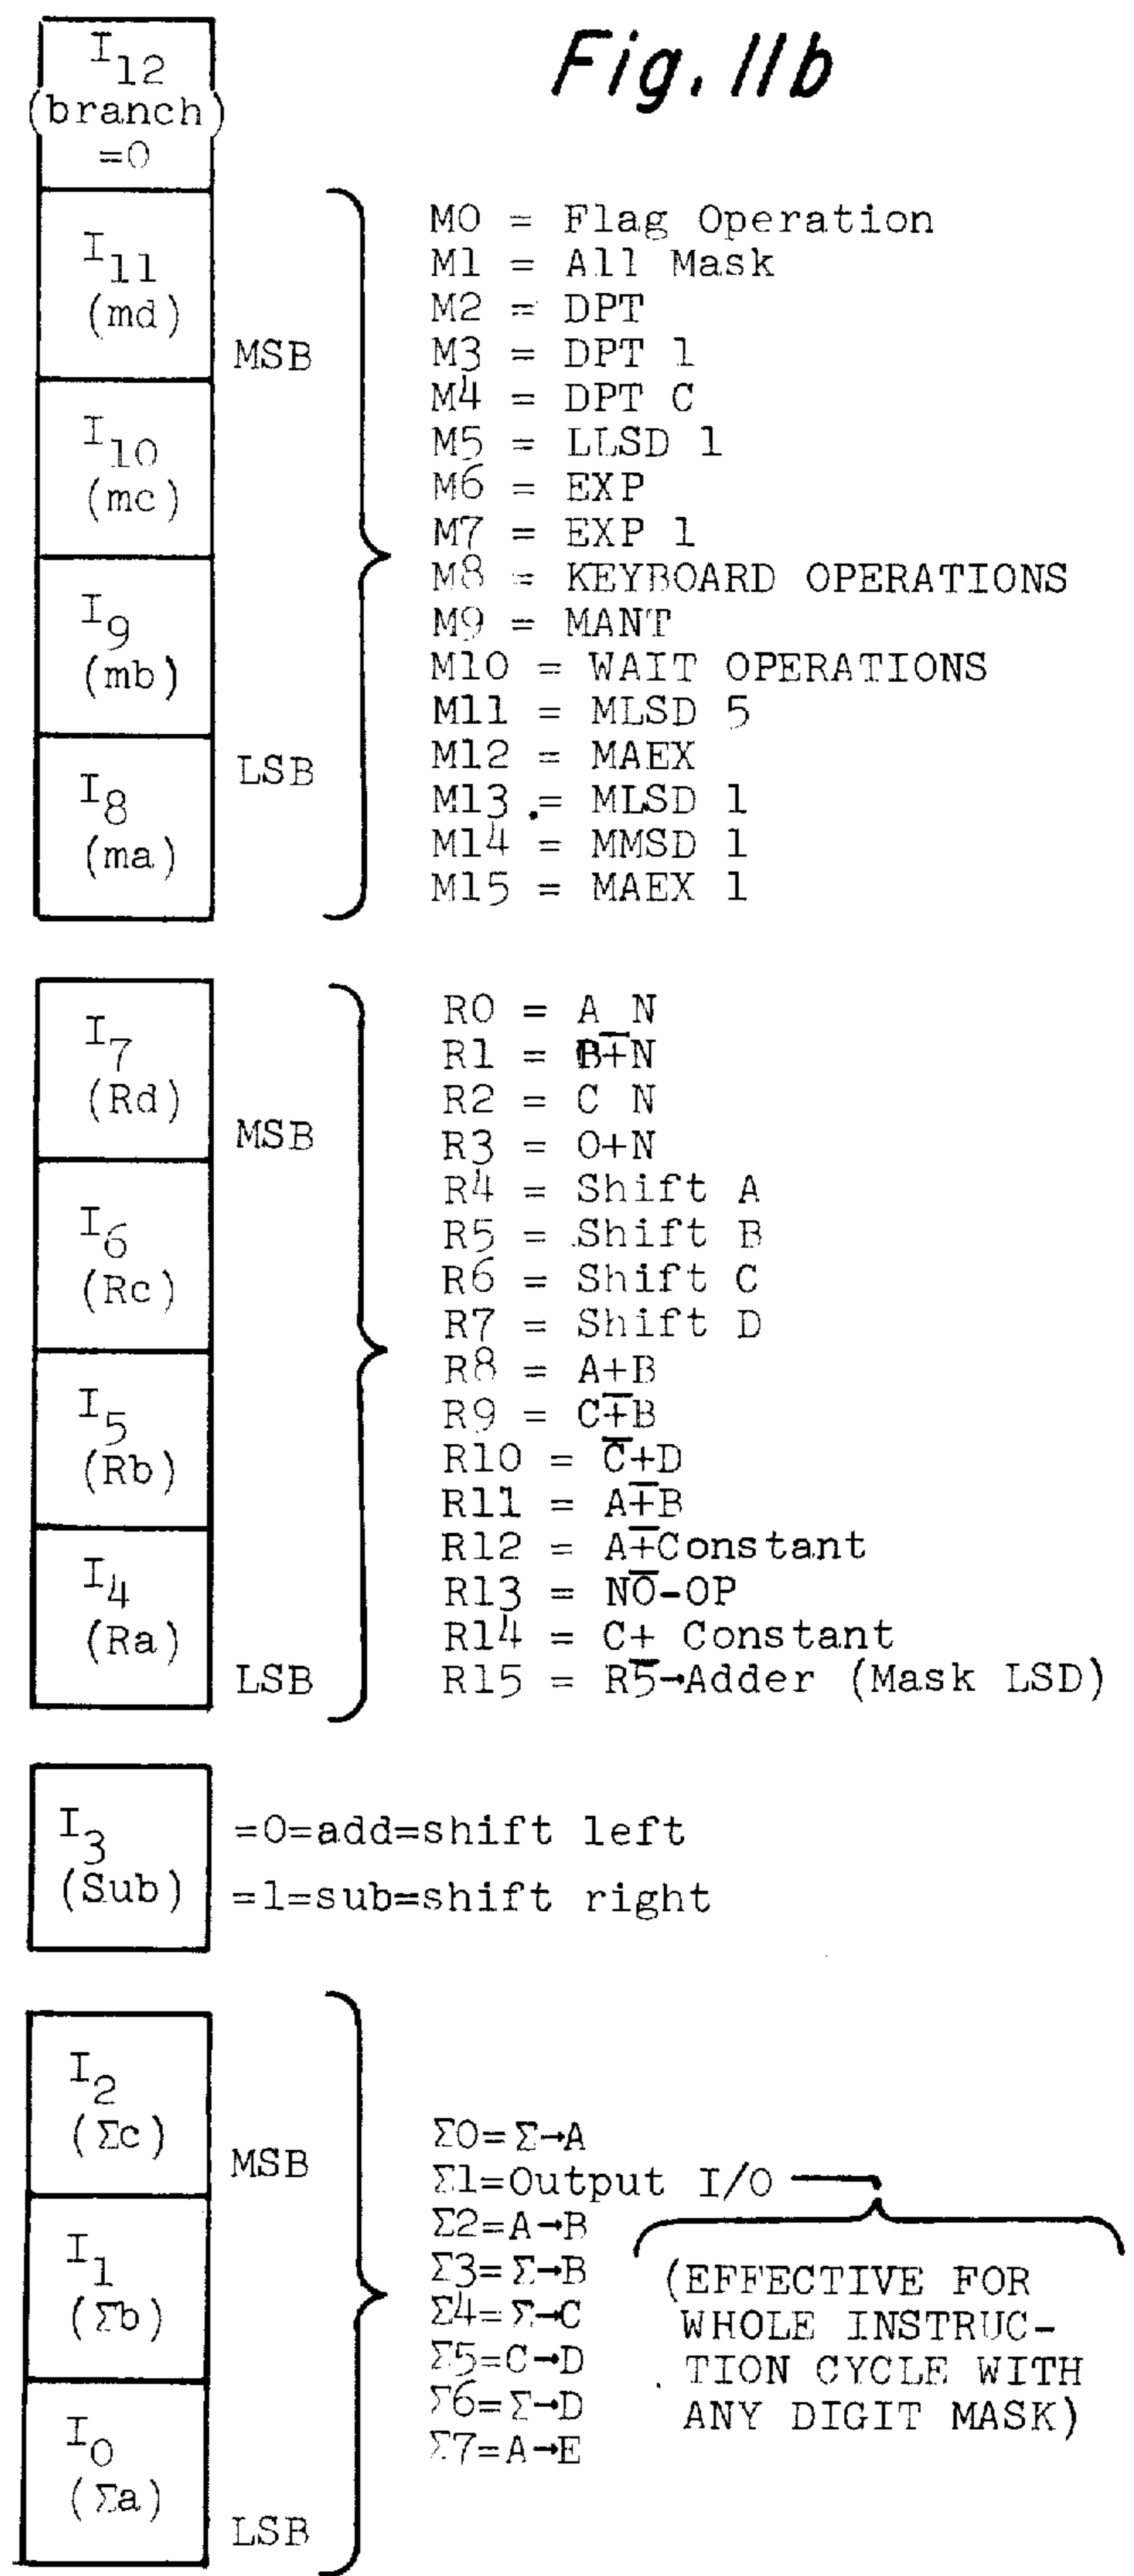 Fig. 11b
I12
(branch)
=0
I11
(md)
MSB
I10
(mc)
I9
(mb)
LSB
I8
(ma)
M0 = Flag Operation
M1 = All Mask
M2 = DPT
M3 = DPT 1
M4 = DPT C
M5 = LLSD 1
M6 = EXP
M7 = EXP 1
M8 = KEYBOARD OPERATIONS
M9 = MANT
M10 = WAIT OPERATIONS
M11 = MLSD 5
M12 = MAEX
M13 = MLSD 1
M14 = MMSD 1
M15 = MAEX 1
I7
(Rd)
MSB
I6
(Rc)
I5
(Rb)
I4
(Ra)
LSB
R0 = A N
R1 = B∓N
R2 = C N
R3 = 0+N
R4 = Shift A
R5 = Shift B
R6 = Shift C
R7 = Shift D
R8 = A+B
R9 = C∓B
R10 = C̅+D
R11 = A∓B
R12 = A∓Constant
R13 = NO̅-OP
R14 = C+ Constant
R15 = R5̅→Adder (Mask LSD)
I3
(Sub)
=0=add=shift left
=1=sub=shift right
I2
(Σc)
MSB
I1
(Σb)
I0
(Σa)
LSB
Σ0=Σ→A
Σ1=Output I/O
Σ2=A→B
Σ3=Σ→B
Σ4=Σ→C
Σ5=C→D
Σ6=Σ→D
Σ7=A→E
(EFFECTIVE FOR
WHOLE INSTRUC-
TION CYCLE WITH
ANY DIGIT MASK)